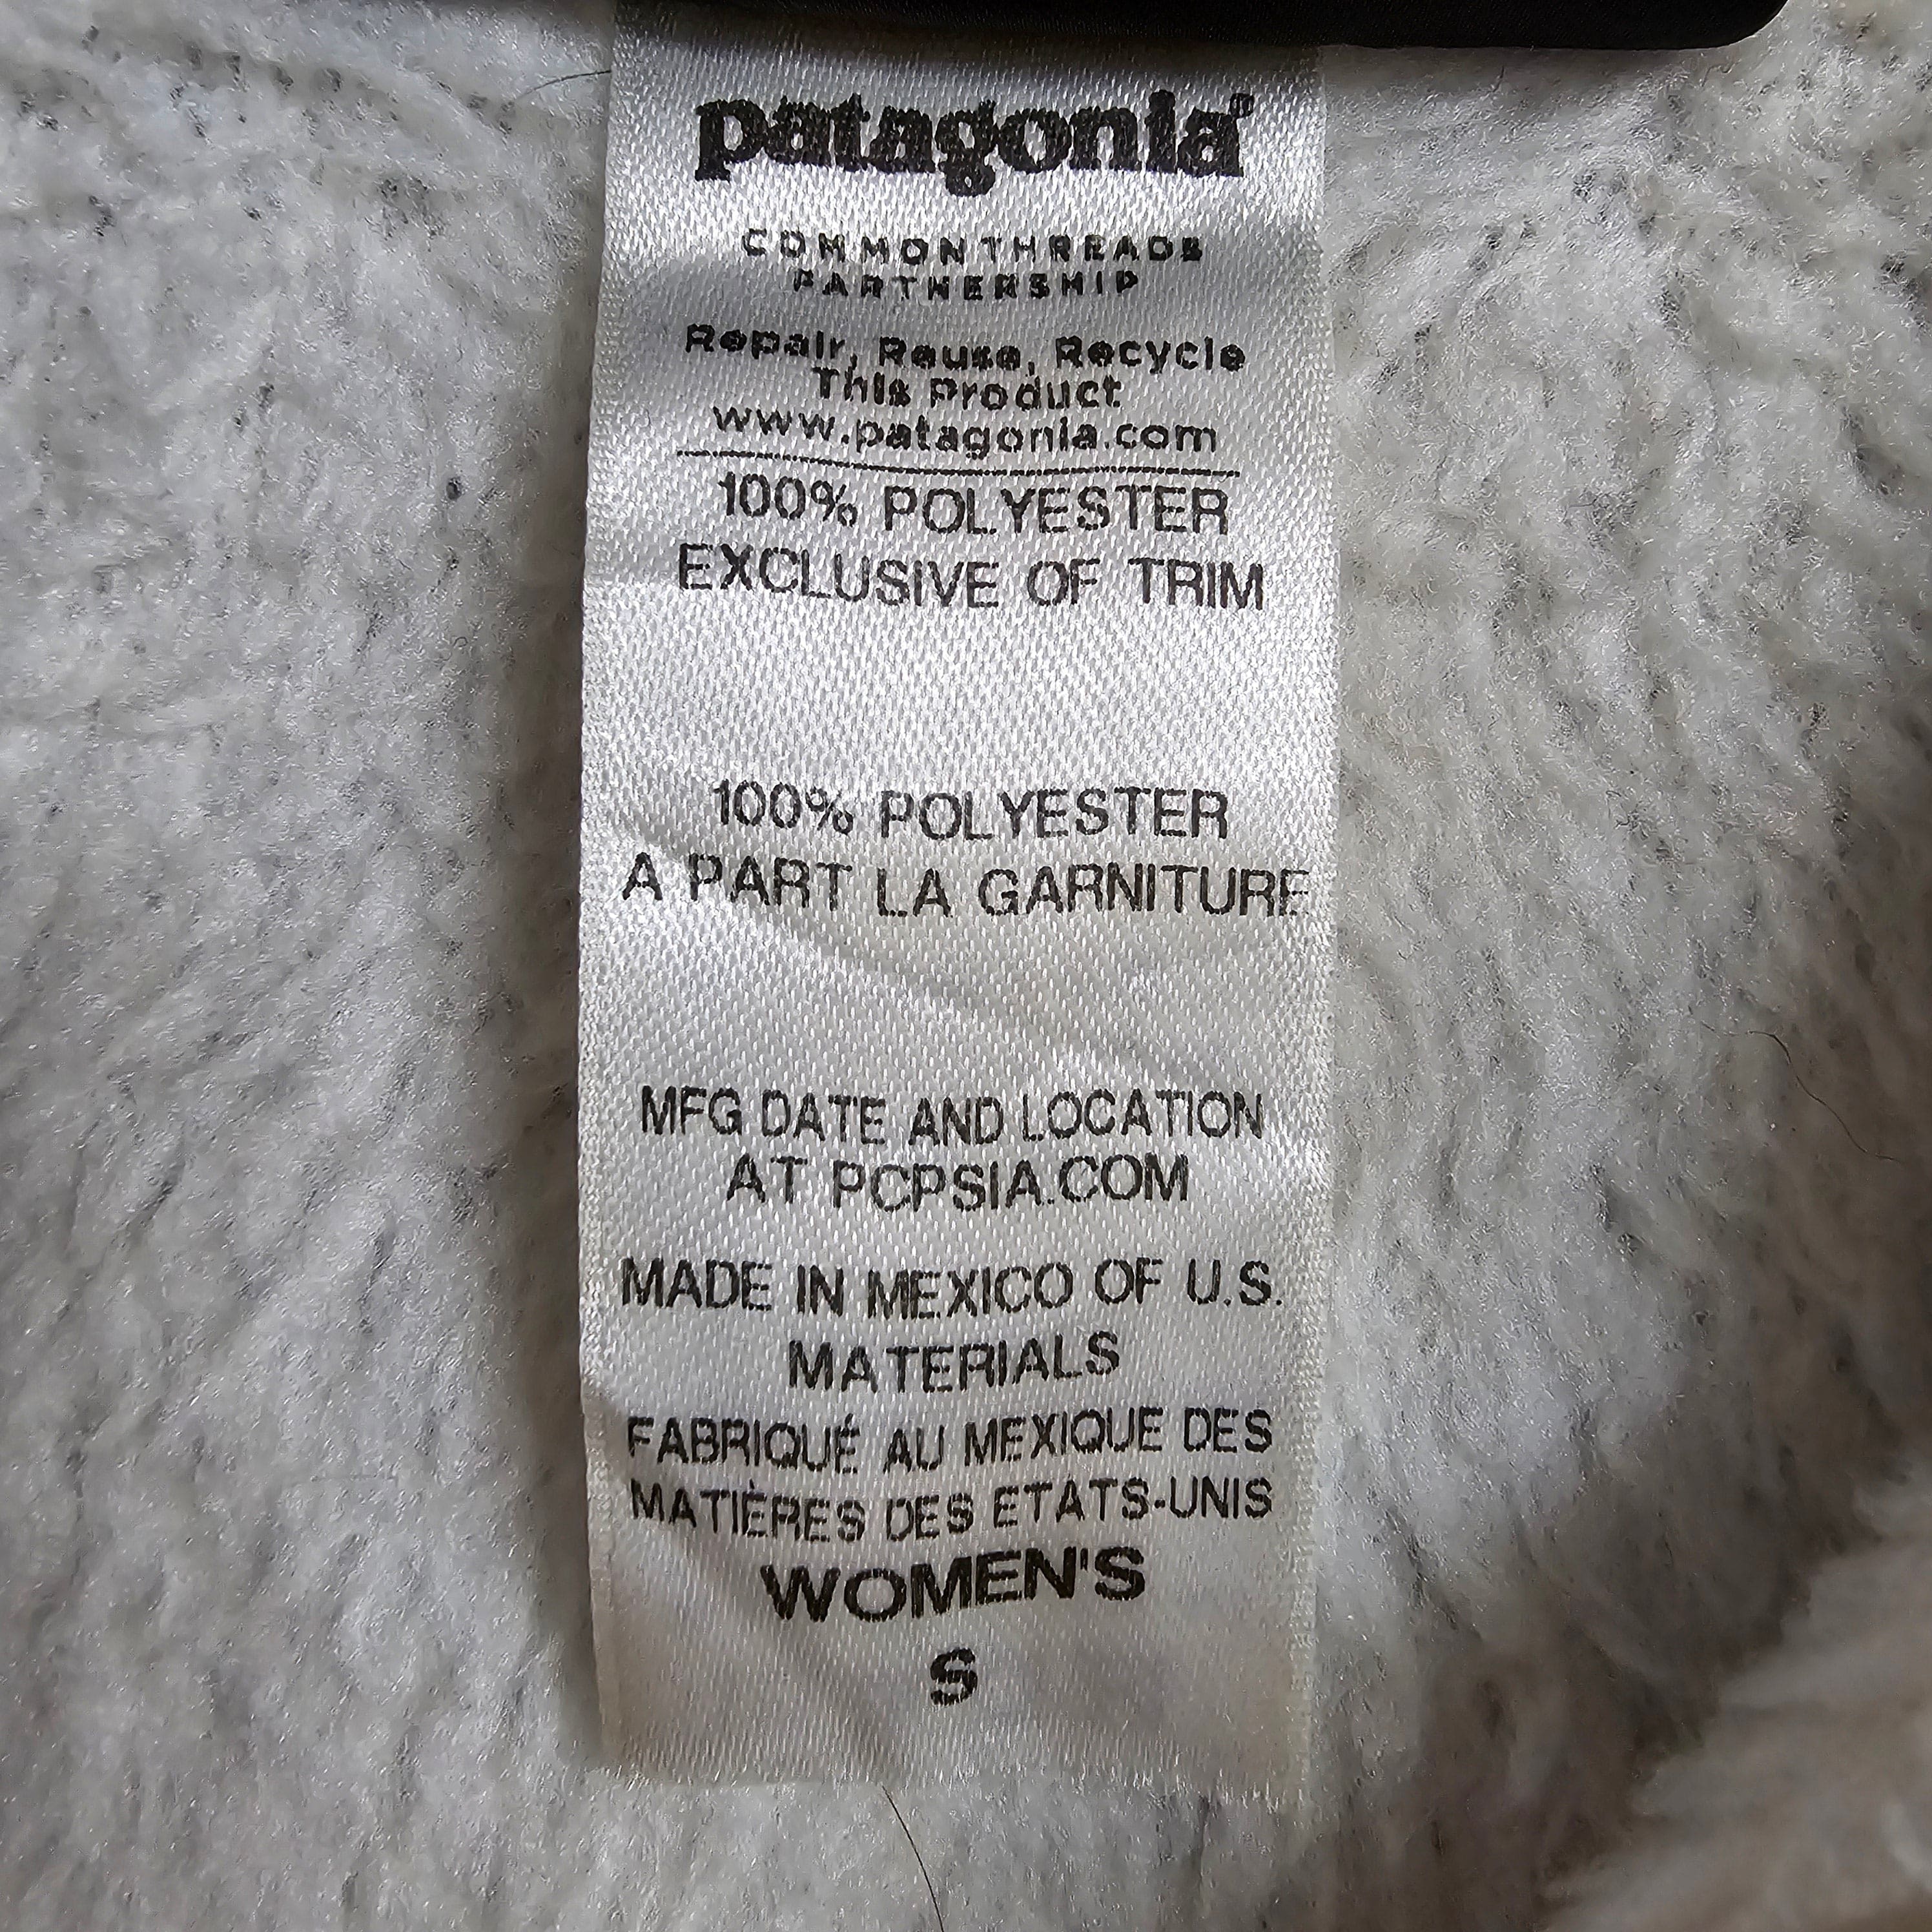 patagonia®
COMMONTHREADS
PARTNERSHIP
Repair, Reuse, Recycle
This Product
www.patagonia.com
100% POLYESTER
EXCLUSIVE OF TRIM
100% POLYESTER
A PART LA GARNITURE
MFG DATE AND LOCATION
AT PCPSIA.COM
MADE IN MEXICO OF U.S.
MATERIALS
FABRIQUÉ AU MEXIQUE DES
MATIÈRES DES ETATS-UNIS
WOMEN'S
S